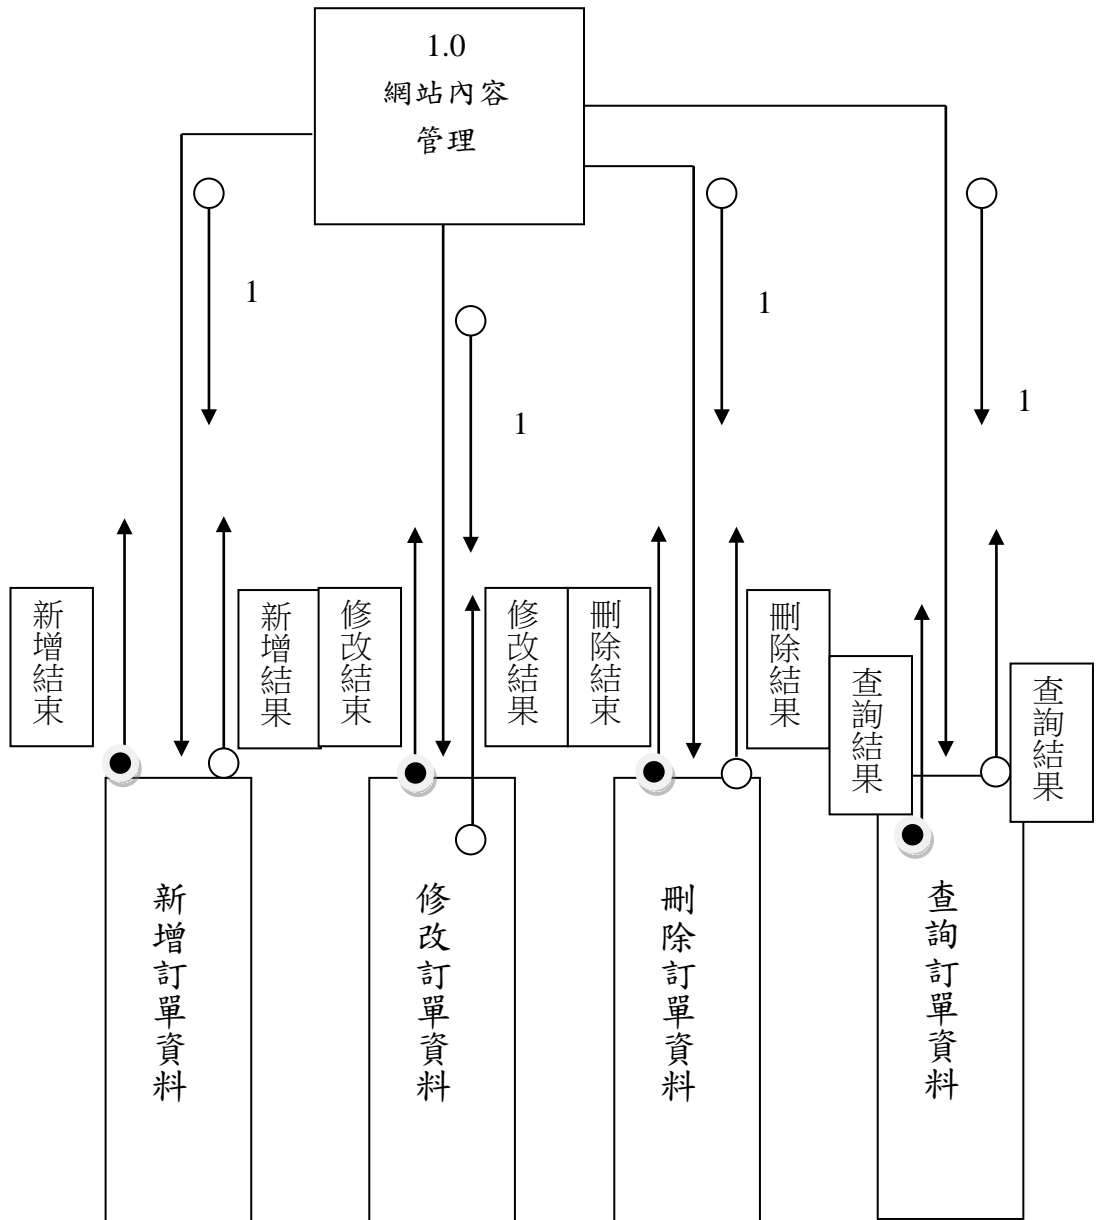 1.0
網站內容
管理
1
1
1
1
新增結束
新增結果
修改結束
修改結果
刪除結束
刪除結果
查詢結果
查詢結果
新增訂單資料
修改訂單資料
刪除訂單資料
查詢訂單資料